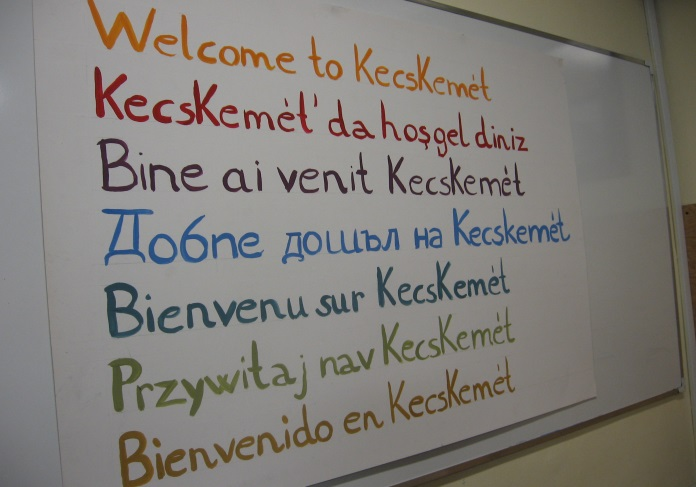 Welcome to KecsKemét
KecsKemét'da hoşgel diniz
Bine ai venit KecsKemét
Добпе дошъл на Kecskemét
Bienvenu sur KecsKemét
Przywitaj nav KecsKemét
Bienvenido en KecsKemét